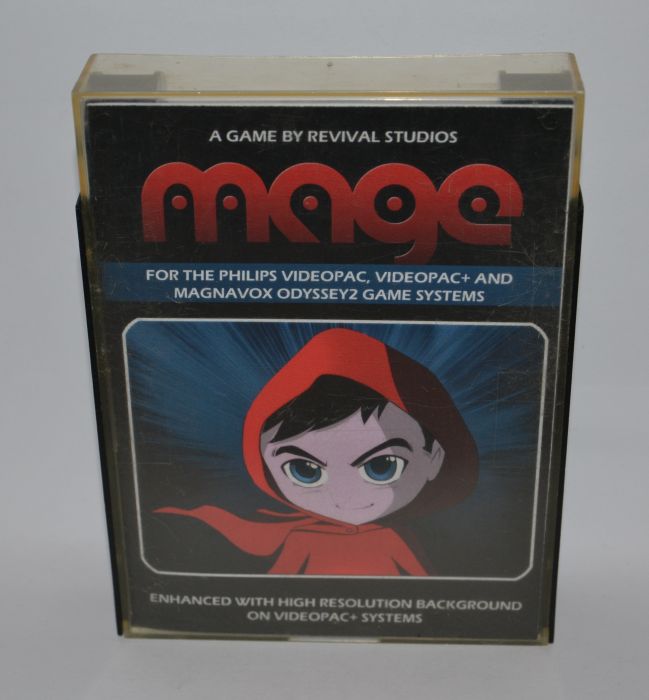 A GAME BY REVIVAL STUDIOS
mage
FOR THE PHILIPS VIDEOPAC, VIDEOPAC+ AND
MAGNAVOX ODYSSEY2 GAME SYSTEMS
ENHANCED WITH HIGH RESOLUTION BACKGROUND
ON VIDEOPAC+ SYSTEMS